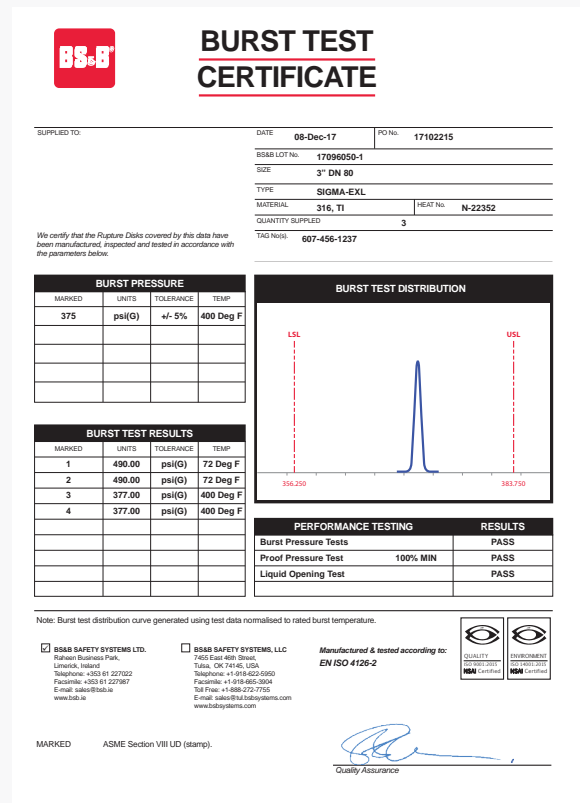 BS&B®
BURST TEST
CERTIFICATE
SUPPLIED TO:
DATE 08-Dec-17 PO No. 17102215
BS&B LOT No. 17096050-1
SIZE 3" DN 80
TYPE SIGMA-EXL
MATERIAL 316, TI HEAT No. N-22352
QUANTITY SUPPLIED 3
TAG No(s). 607-456-1237
We certify that the Rupture Disks covered by this data have
been manufactured, inspected and tested in accordance with
the parameters below.
BURST PRESSURE
MARKED UNITS TOLERANCE TEMP
375 psi(G) +/- 5% 400 Deg F
BURST TEST RESULTS
MARKED UNITS TOLERANCE TEMP
1 490.00 psi(G) 72 Deg F
2 490.00 psi(G) 72 Deg F
3 377.00 psi(G) 400 Deg F
4 377.00 psi(G) 400 Deg F
BURST TEST DISTRIBUTION
LSL USL
356.250 383.750
PERFORMANCE TESTING RESULTS
Burst Pressure Tests PASS
Proof Pressure Test 100% MIN PASS
Liquid Opening Test PASS
Note: Burst test distribution curve generated using test data normalised to rated burst temperature.
BS&B SAFETY SYSTEMS LTD.
Raheen Business Park,
Limerick, Ireland
Telephone: +353 61 227022
Facsimile: +353 61 227987
E-mail: sales@bsb.ie
www.bsb.ie
BS&B SAFETY SYSTEMS, LLC
7455 East 46th Street,
Tulsa, OK 74145, USA
Telephone: +1-918-622-5950
Facsimile: +1-918-665-3904
Toll Free: +1-888-272-7755
E-mail: sales@tul.bsbsystems.com
www.bsbsystems.com
Manufactured & tested according to:
EN ISO 4126-2
QUALITY
ISO 9001:2015
NSAI Certified
ENVIRONMENT
ISO 14001:2015
NSAI Certified
MARKED ASME Section VIII UD (stamp).
Quality Assurance